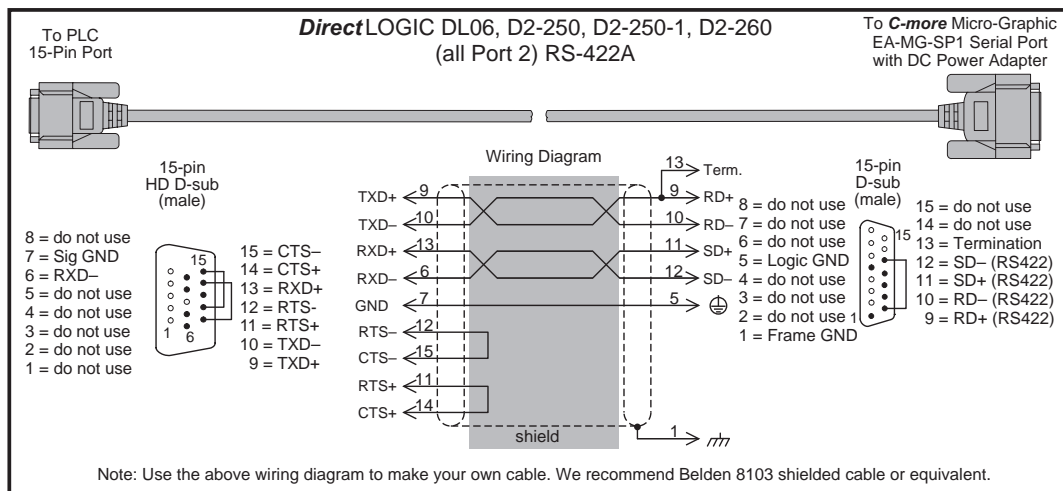 DirectLOGIC DL06, D2-250, D2-250-1, D2-260
(all Port 2) RS-422A
To PLC
15-Pin Port
To C-more Micro-Graphic
EA-MG-SP1 Serial Port
with DC Power Adapter
15-pin
HD D-sub
(male)
8 = do not use
7 = Sig GND
6 = RXD–
5 = do not use
4 = do not use
3 = do not use
2 = do not use
1 = do not use
15
1
6
15 = CTS–
14 = CTS+
13 = RXD+
12 = RTS-
11 = RTS+
10 = TXD–
9 = TXD+
Wiring Diagram
13 Term.
TXD+ 9 9 RD+
TXD– 10 10 RD–
RXD+ 13 11 SD+
RXD– 6 12 SD–
GND 7 5
RTS– 12
CTS– 15
RTS+ 11
CTS+ 14
shield
1
8 = do not use
7 = do not use
6 = do not use
5 = Logic GND
4 = do not use
3 = do not use
2 = do not use
1 = Frame GND
15-pin
D-sub
(male)
15
1
15 = do not use
14 = do not use
13 = Termination
12 = SD– (RS422)
11 = SD+ (RS422)
10 = RD– (RS422)
9 = RD+ (RS422)
Note: Use the above wiring diagram to make your own cable. We recommend Belden 8103 shielded cable or equivalent.